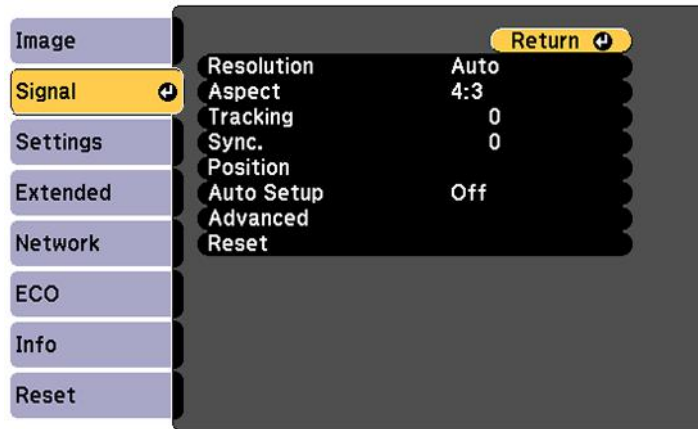 Image
Signal
Settings
Extended
Network
ECO
Info
Reset
Return
Resolution Auto
Aspect 4:3
Tracking 0
Sync. 0
Position
Auto Setup Off
Advanced
Reset